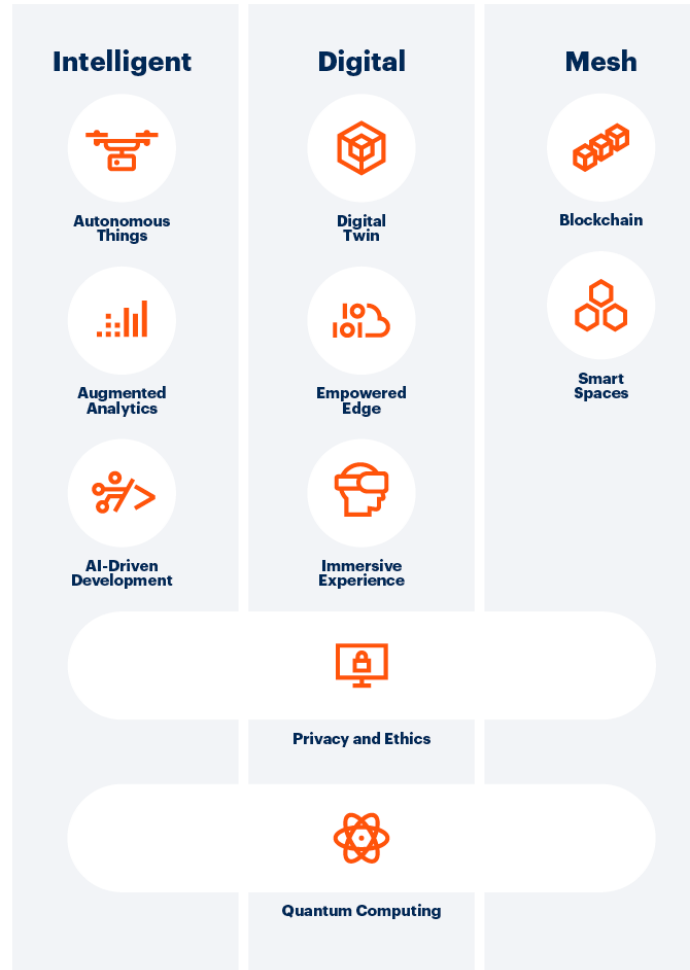 Intelligent
Autonomous
Things
Augmented
Analytics
AI-Driven
Development
Digital
Digital
Twin
Empowered
Edge
Immersive
Experience
Mesh
Blockchain
Smart
Spaces
Privacy and Ethics
Quantum Computing